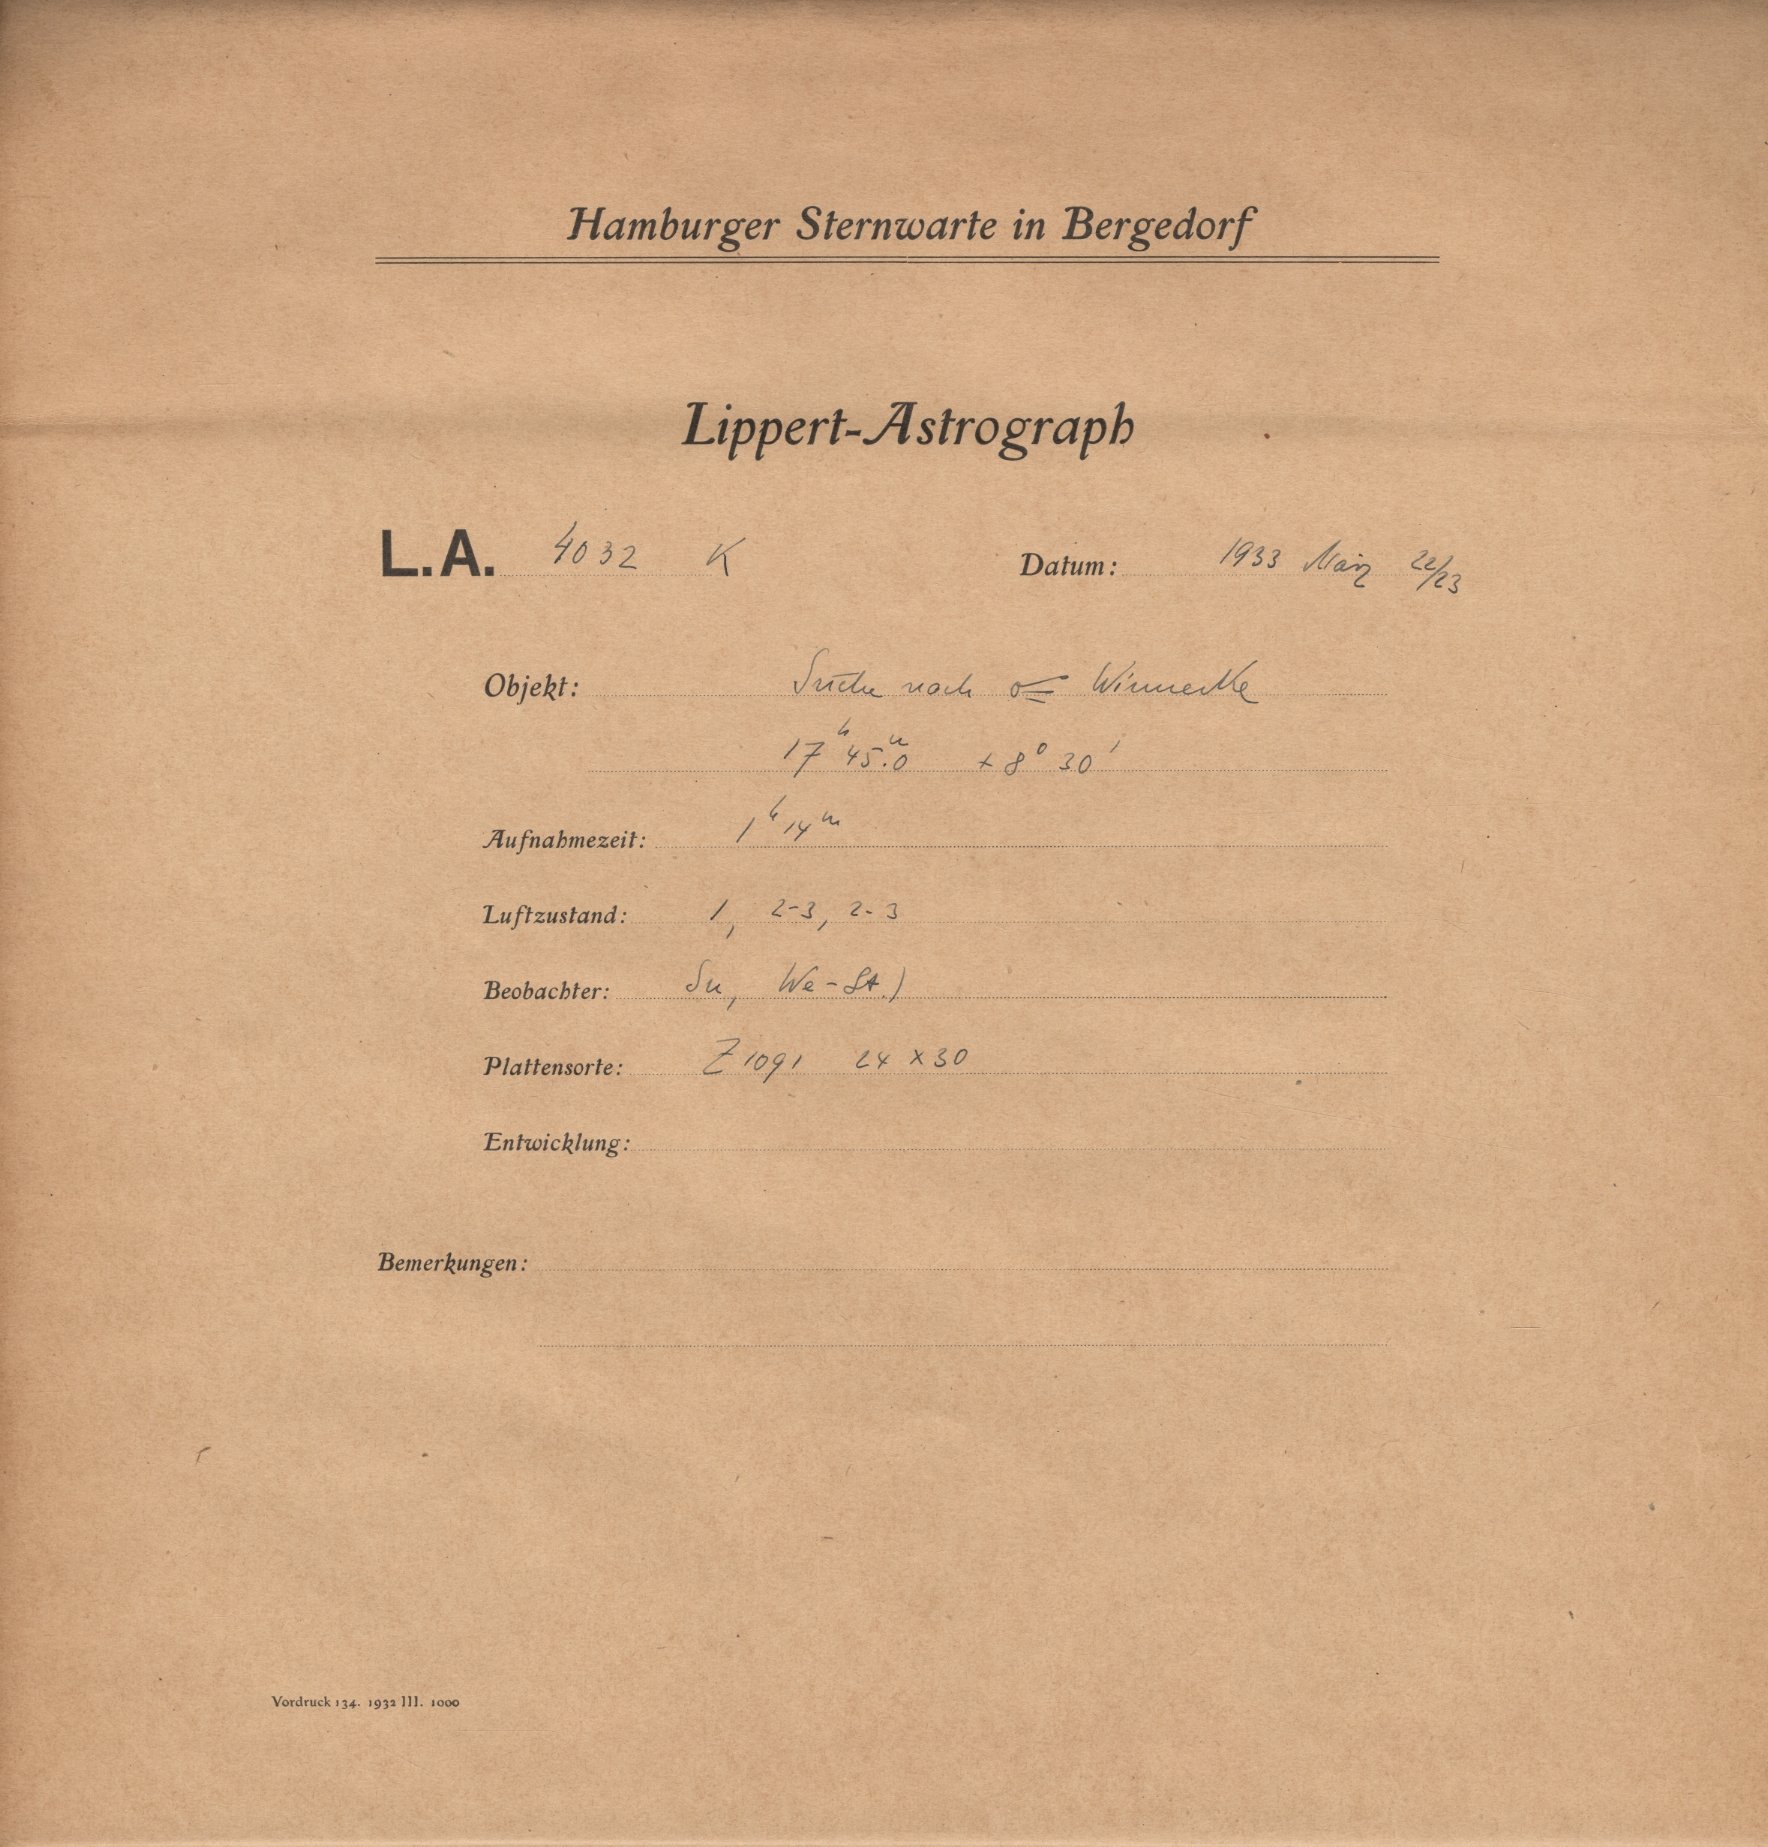 Hamburger Sternwarte in Bergedorf
Lippert-Astrograph
L.A. 4032 K Datum: 1933 März 22/23
Objekt: Suche nach ☄ Winnecke
17ʰ 45ᵐ.0 + 8° 30'
Aufnahmezeit: 1ʰ 14ᵐ
Luftzustand: 1, 2-3, 2-3
Beobachter: We-St.)
Plattensorte: Z 1091 24 x 30
Entwicklung:
Bemerkungen:
Vordruck 134. 1932 III. 1000